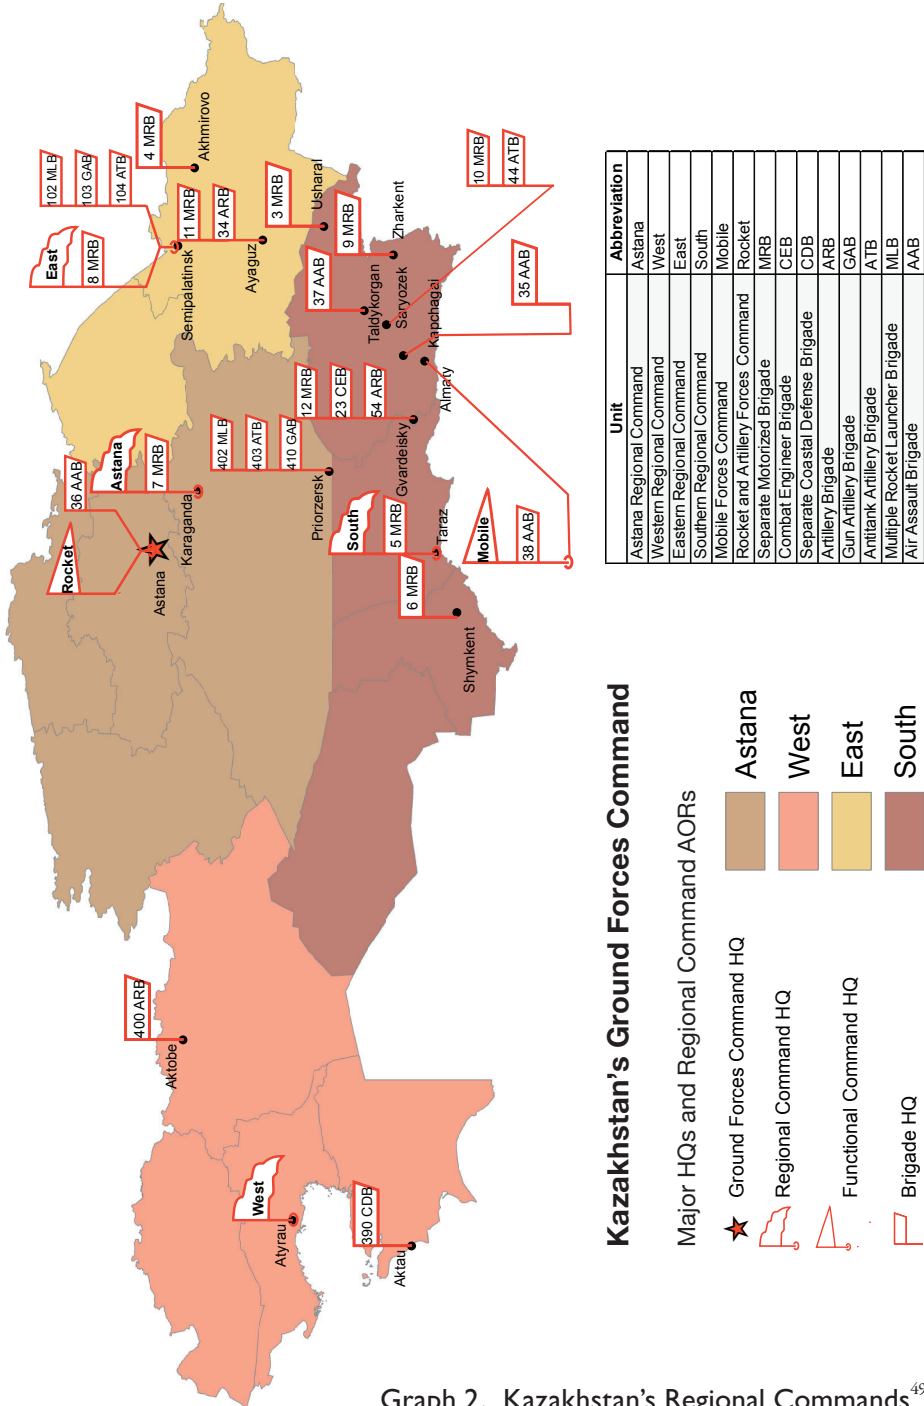 Rocket
36 AAB
Astana
7 MRB
East
8 MRB
102 MLB
103 GAB
104 ATB
4 MRB
Akhmirovo
11 MRB
34 ARB
3 MRB
Usharal
Semipalatinsk
Ayaguz
9 MRB
Zharkent
37 AAB
Taldykorgan
Saryozek
Kapchagai
Almaty
10 MRB
44 ATB
35 AAB
12 MRB
23 CEB
54 ARB
Gvardeisky
402 MLB
403 ATB
410 GAB
Priorzersk
Karaganda
Astana
South
5 MRB
Taraz
Mobile
38 AAB
6 MRB
Shymkent
400 ARB
Aktobe
West
Atyrau
390 CDB
Aktau
Kazakhstan's Ground Forces Command
Major HQs and Regional Command AORs
Ground Forces Command HQ
Regional Command HQ
Functional Command HQ
Brigade HQ
Astana
West
East
South
Unit Abbreviation
Astana Regional Command Astana
Western Regional Command West
Eastern Regional Command East
Southern Regional Command South
Mobile Forces Command Mobile
Rocket and Artillery Forces Command Rocket
Separate Motorized Brigade MRB
Combat Engineer Brigade CEB
Separate Coastal Defense Brigade CDB
Artillery Brigade ARB
Gun Artillery Brigade GAB
Antitank Artillery Brigade ATB
Multiple Rocket Launcher Brigade MLB
Air Assault Brigade AAB
Graph 2. Kazakhstan's Regional Commands 49